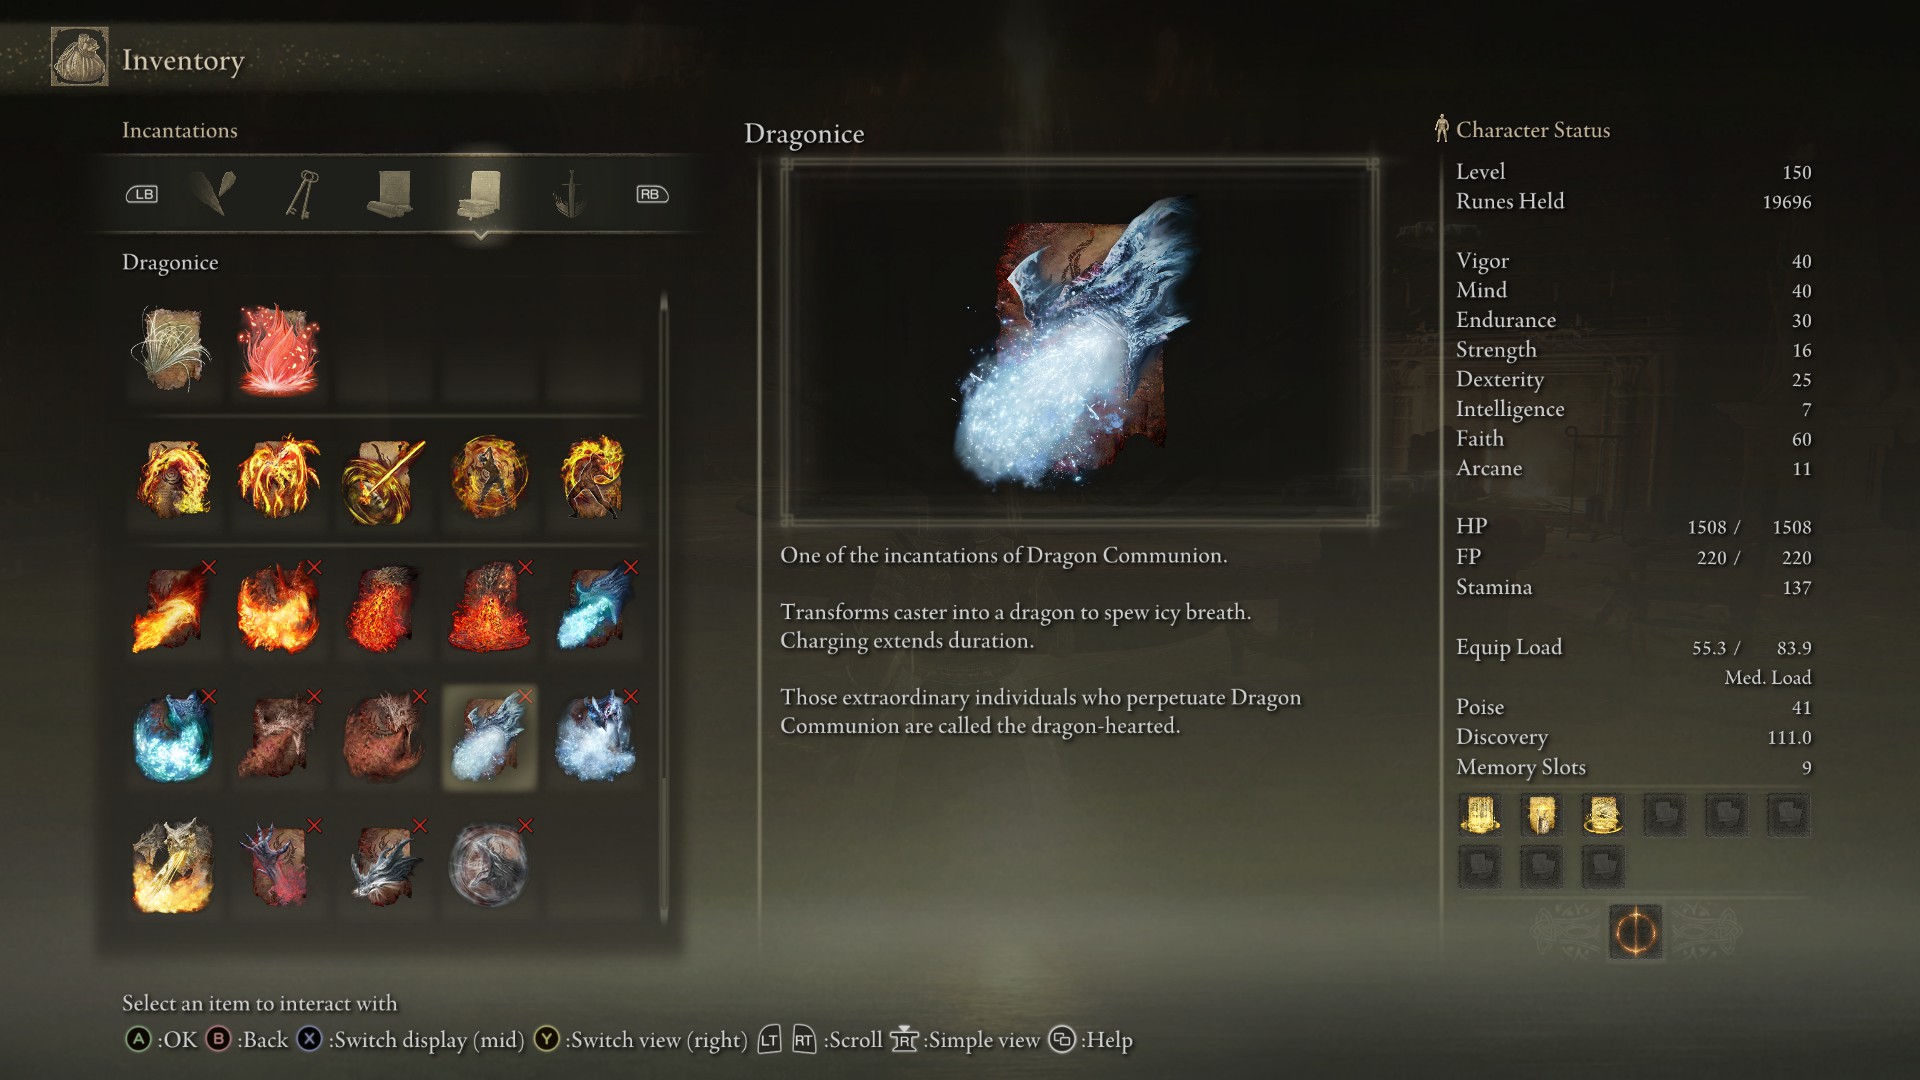 Inventory
Incantations
LB
RB
Dragonice
Dragonice
One of the incantations of Dragon Communion.
Transforms caster into a dragon to spew icy breath.
Charging extends duration.
Those extraordinary individuals who perpetuate Dragon
Communion are called the dragon-hearted.
Character Status
Level 150
Runes Held 19696
Vigor 40
Mind 40
Endurance 30
Strength 16
Dexterity 25
Intelligence 7
Faith 60
Arcane 11
HP 1508 / 1508
FP 220 / 220
Stamina 137
Equip Load 55.3 / 83.9
Med. Load
Poise 41
Discovery 111.0
Memory Slots 9
Select an item to interact with
A :OK B :Back X :Switch display (mid) Y :Switch view (right) LT RT :Scroll R :Simple view :Help